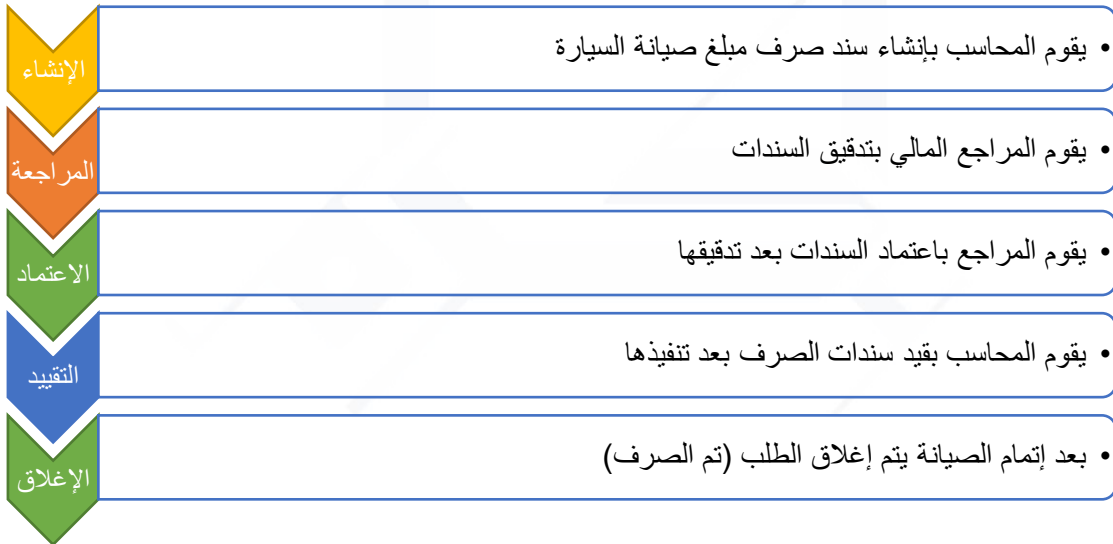 الإنشاء
• يقوم المحاسب بإنشاء سند صرف مبلغ صيانة السيارة
المراجعة
• يقوم المراجع المالي بتدقيق السندات
الاعتماد
• يقوم المراجع باعتماد السندات بعد تدقيقها
التقييد
• يقوم المحاسب بقيد سندات الصرف بعد تنفيذها
الإغلاق
• بعد إتمام الصيانة يتم إغلاق الطلب (تم الصرف)